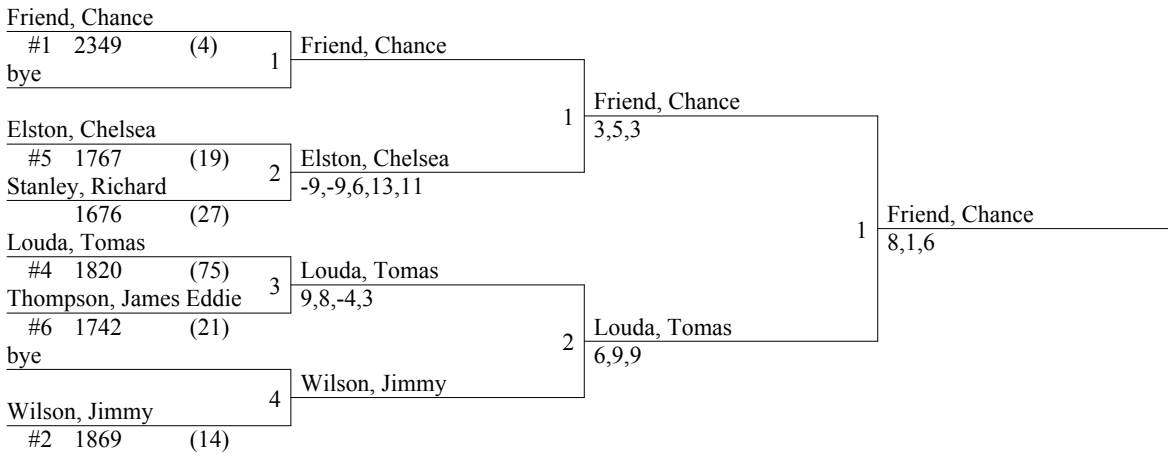 Friend, Chance
#1 2349 (4)
bye
1
Friend, Chance
Elston, Chelsea
#5 1767 (19)
Stanley, Richard
1676 (27)
2
Elston, Chelsea
-9,-9,6,13,11
1
Friend, Chance
3,5,3
Louda, Tomas
#4 1820 (75)
Thompson, James Eddie
#6 1742 (21)
3
Louda, Tomas
9,8,-4,3
bye
Wilson, Jimmy
#2 1869 (14)
4
Wilson, Jimmy
2
Louda, Tomas
6,9,9
1
Friend, Chance
8,1,6